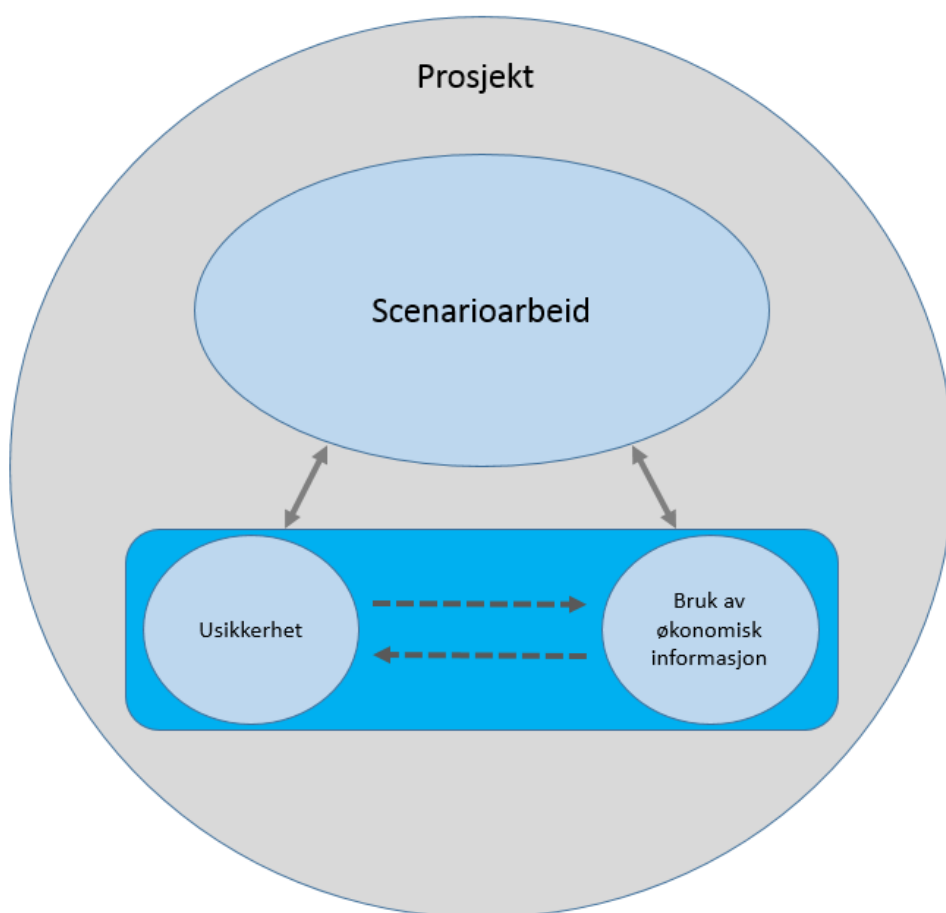 Prosjekt
Scenarioarbeid
Usikkerhet
Bruk av
økonomisk
informasjon